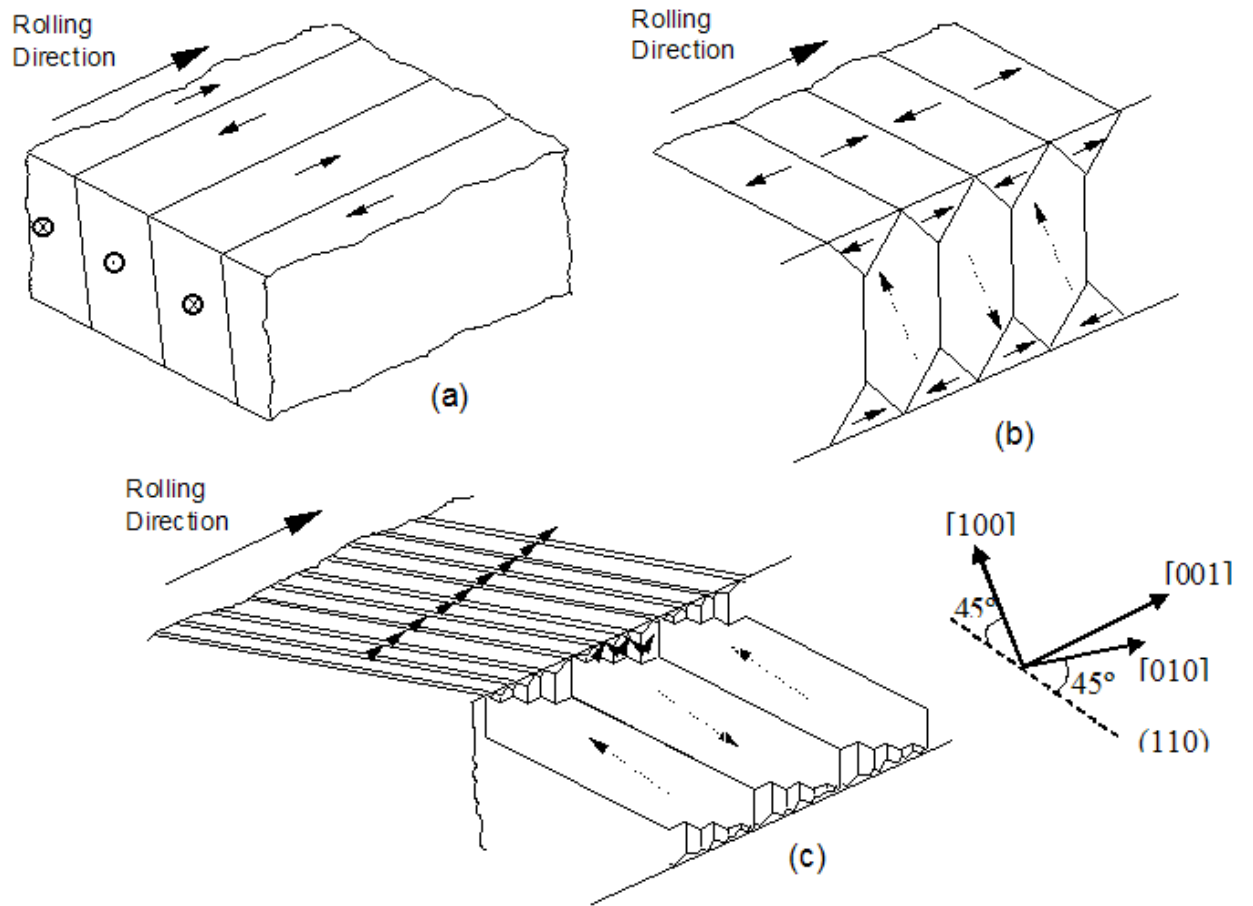 Rolling
Direction
(a)
Rolling
Direction
(b)
Rolling
Direction
(c)
[100]
[001]
45°
[010]
45°
(110)